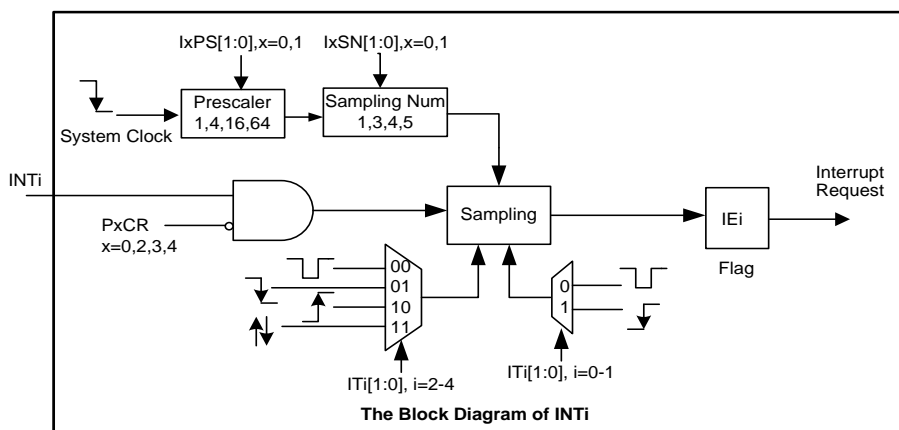 IxPS[1:0],x=0,1
IxSN[1:0],x=0,1
Prescaler
1,4,16,64
Sampling Num
1,3,4,5
System Clock
INTi
PxCR
x=0,2,3,4
Sampling
IEi
Flag
Interrupt
Request
00
01
10
11
0
1
ITi[1:0], i=2-4
ITi[1:0], i=0-1
The Block Diagram of INTi